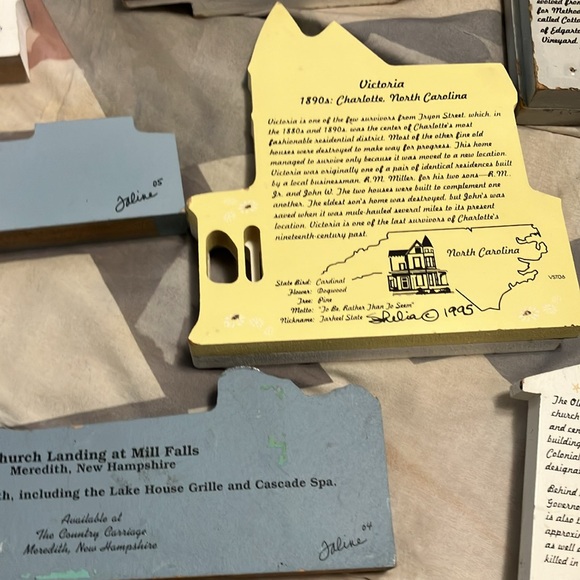 evolved from
for Method
called Cotta
of Edgarto
Vineyard
Victoria
1890s: Charlotte, North Carolina
Victoria is one of the few survivors from Tryon Street, which, in
the 1880s and 1890s, was the center of Charlotte's most
fashionable residential district. Most of the other fine old
houses were destroyed to make way for progress. This home
managed to survive only because it was moved to a new location.
Victoria was originally one of a pair of identical residences built
by a local businessman, R.M. Miller, for his two sons—R.M.,
Jr. and John W. The two houses were built to complement one
another. The eldest son's home was destroyed, but John's was
saved when it was mule-hauled several miles to its present
location. Victoria is one of the last survivors of Charlotte's
nineteenth-century past.
North Carolina
State Bird: Cardinal
Flower: Dogwood
Tree: Pine
Motto: "To Be, Rather Than To Seem"
Nickname: Tarheel State
VST06
Shelia © 1995
Jaline 05
hurch Landing at Mill Falls
Meredith, New Hampshire
th, including the Lake House Grille and Cascade Spa.
Available at
The Country Carriage
Meredith, New Hampshire
Jaline 04
The Ol
church
and cen
building
Colonial
designa
Behind
Governo
is also t
approxi
as well a
killed in